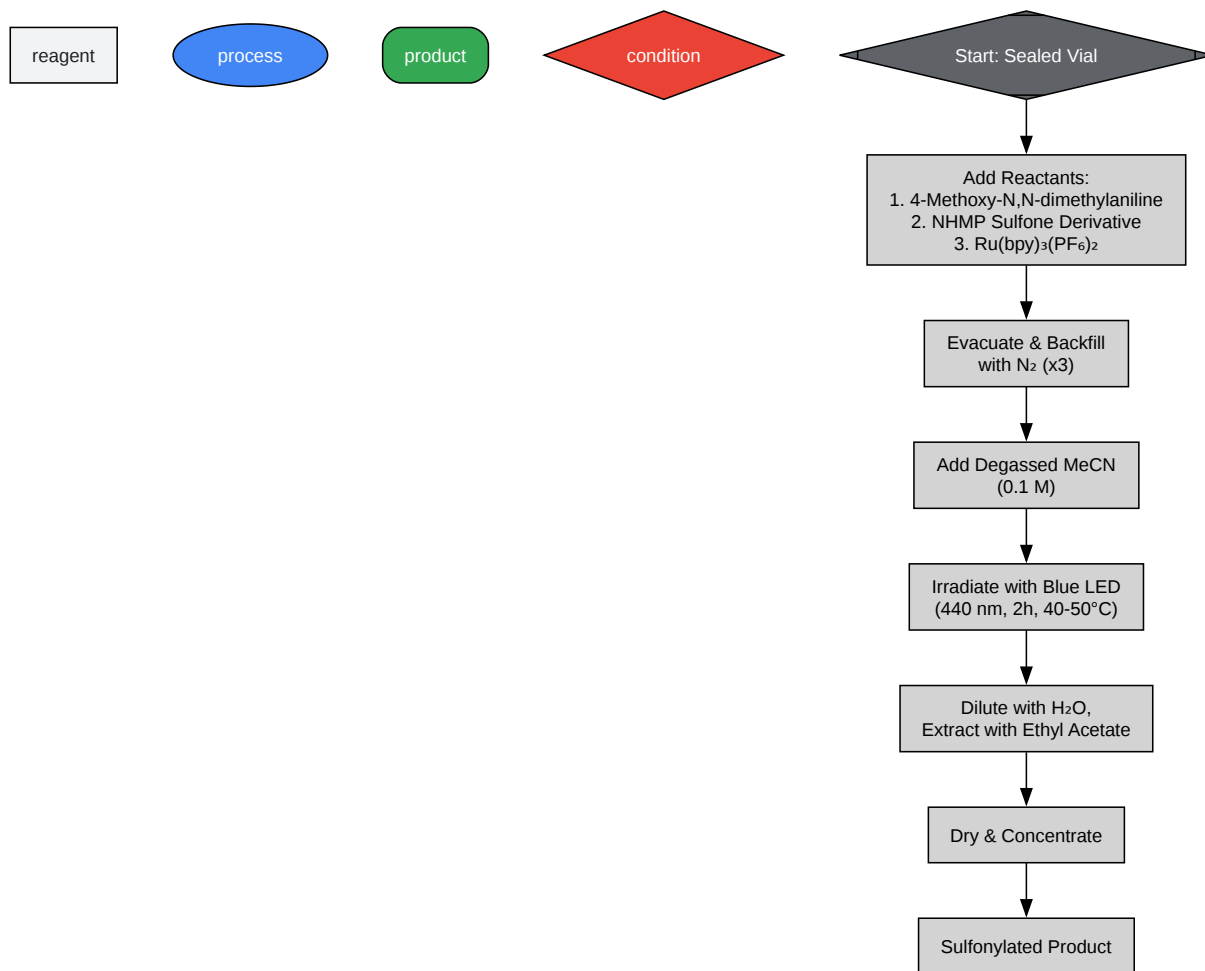 reagent
process
product
condition
Start: Sealed Vial
Add Reactants:
1. 4-Methoxy-N,N-dimethylaniline
2. NHMP Sulfone Derivative
3. Ru(bpy)₃(PF₆)₂
Evacuate & Backfill
with N₂ (x3)
Add Degassed MeCN
(0.1 M)
Irradiate with Blue LED
(440 nm, 2h, 40-50°C)
Dilute with H₂O,
Extract with Ethyl Acetate
Dry & Concentrate
Sulfonylated Product